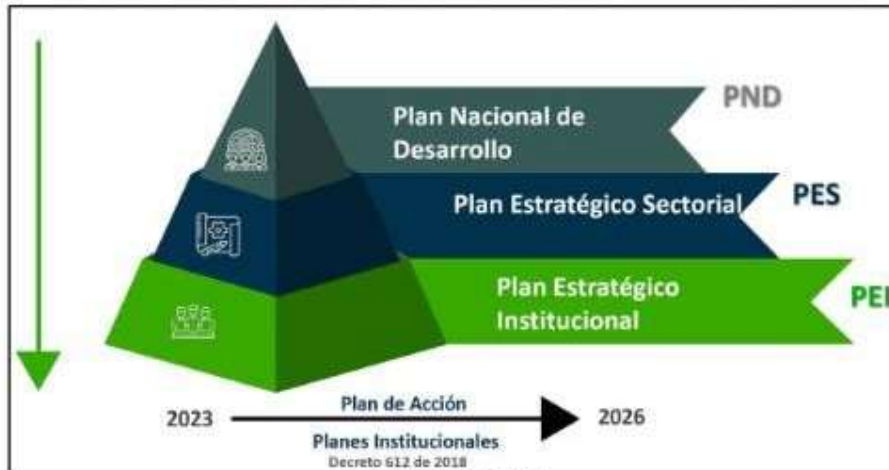 Plan Nacional de
Desarrollo
PND
Plan Estratégico Sectorial
PES
Plan Estratégico
Institucional
PEI
2023
Plan de Acción
2026
Planes Institucionales
Decreto 612 de 2018